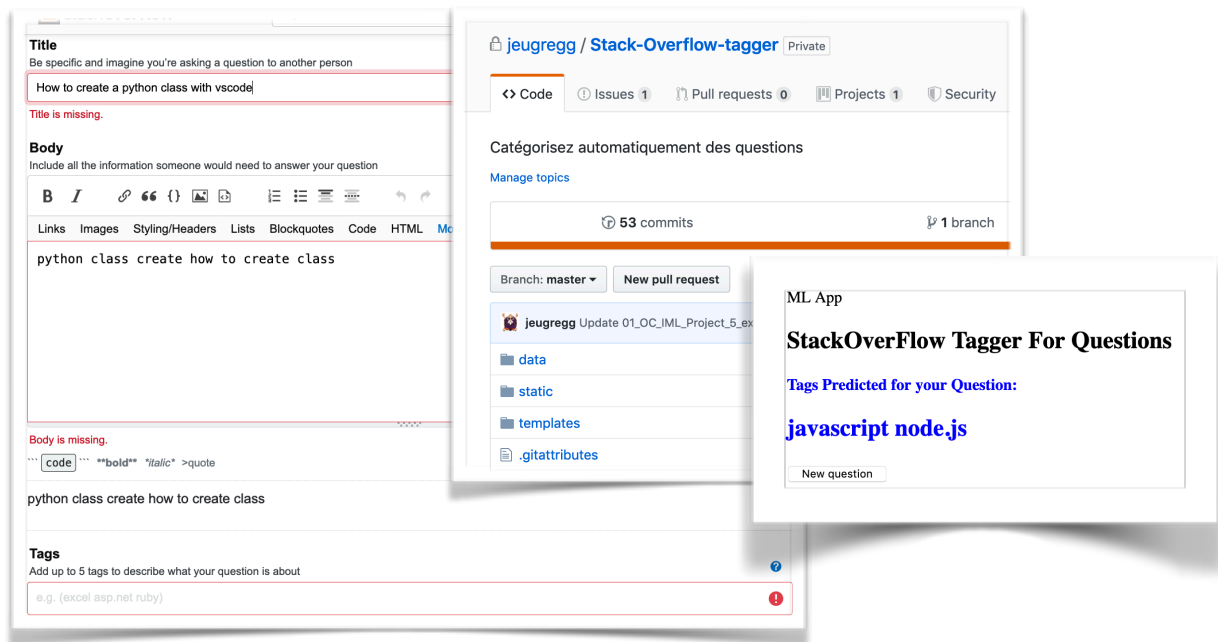 Title
Be specific and imagine you're asking a question to another person
How to create a python class with vscode
Title is missing.
Body
Include all the information someone would need to answer your question
B I
Links Images Styling/Headers Lists Blockquotes Code HTML
python class create how to create class
Body is missing.
``` code ``` **bold** *italic* >quote
python class create how to create class
Tags
Add up to 5 tags to describe what your question is about
e.g. (excel asp.net ruby)
jeugregg / Stack-Overflow-tagger Private
<> Code Issues 1 Pull requests 0 Projects 1 Security
Catégorisez automatiquement des questions
Manage topics
53 commits 1 branch
Branch: master New pull request
jeugregg Update 01_OC_IML_Project_5_ex
data
static
templates
.gitattributes
ML App
StackOverFlow Tagger For Questions
Tags Predicted for your Question:
javascript node.js
New question